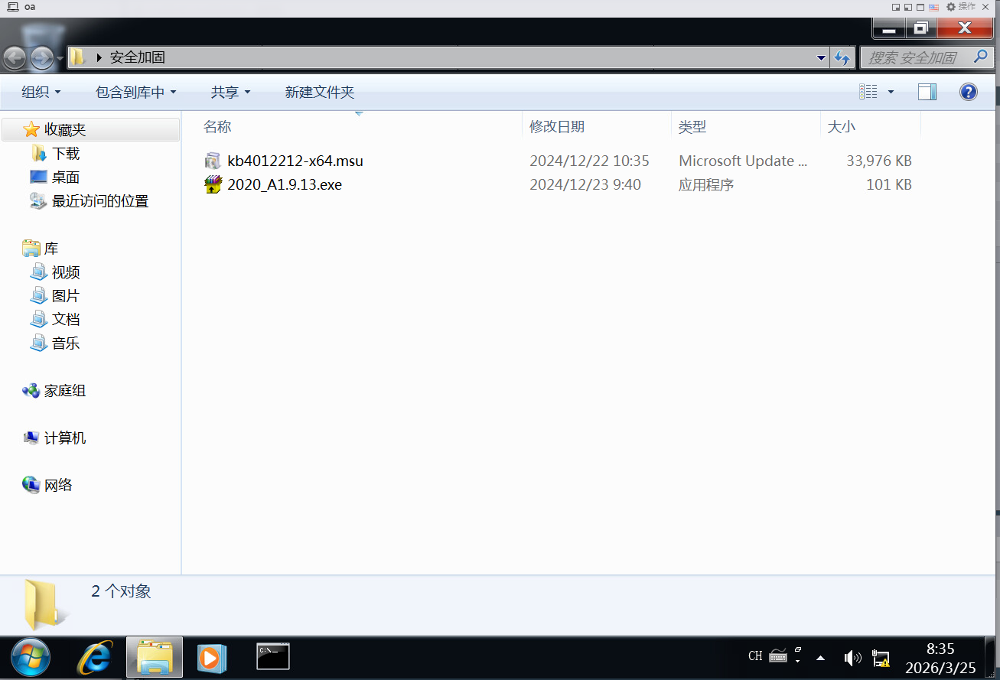 oa
操作
安全加固
搜索 安全加固
组织 包含到库中 共享 新建文件夹
名称 修改日期 类型 大小
kb4012212-x64.msu 2024/12/22 10:35 Microsoft Update ... 33,976 KB
2020_A1.9.13.exe 2024/12/23 9:40 应用程序 101 KB
收藏夹
下载
桌面
最近访问的位置
库
视频
图片
文档
音乐
家庭组
计算机
网络
2 个对象
C:\_
CH
8:35
2026/3/25